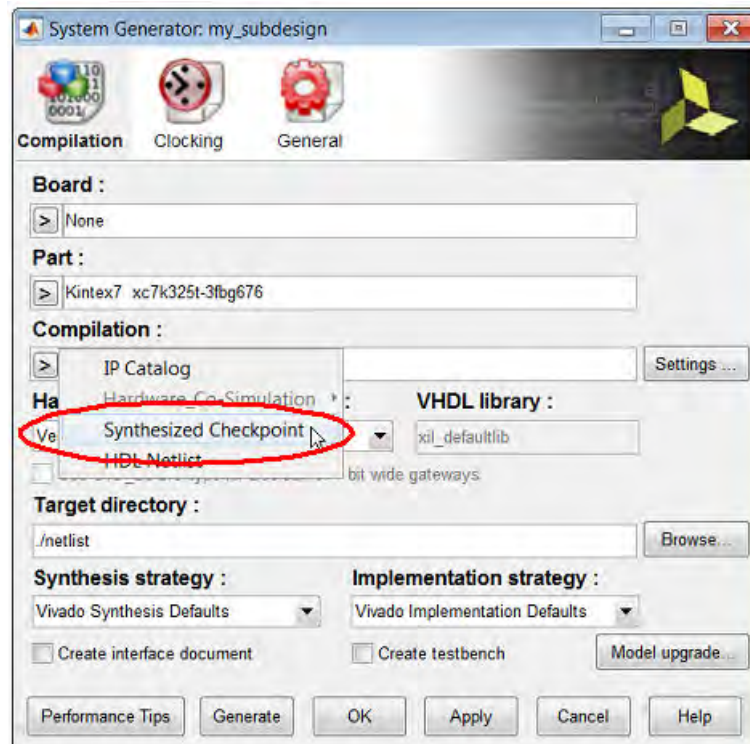 System Generator: my_subdesign
Compilation Clocking General
Board :
> None
Part :
> Kintex7 xc7k325t-3fbg676
Compilation :
> IP Catalog Settings ...
Ha Hardware Co-Simulation : VHDL library :
Ve Synthesized Checkpoint xil_defaultlib
HDL Netlist bit wide gateways
Target directory :
./netlist Browse...
Synthesis strategy : Implementation strategy :
Vivado Synthesis Defaults Vivado Implementation Defaults
Create interface document Create testbench Model upgrade...
Performance Tips Generate OK Apply Cancel Help